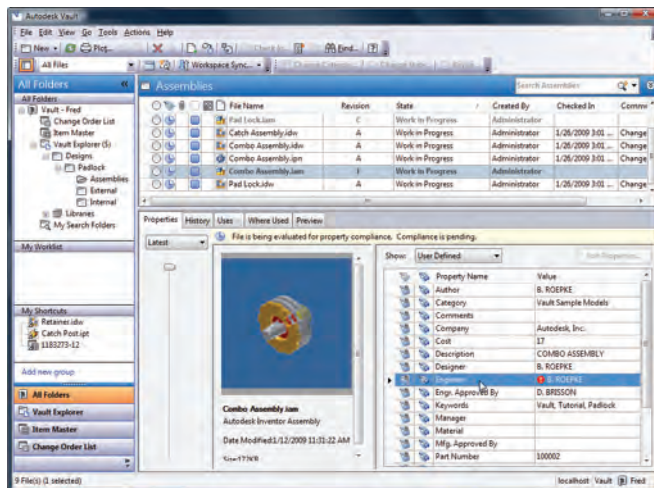 Autodesk Vault
File Edit View Go Tools Actions Help
New Find...
All Files Workspace Sync...
All Folders
Assemblies
Search Assemblies
All Folders
Vault - Fred
Change Order List
Item Master
Vault Explorer (5)
Designs
Padlock
Assemblies
External
Internal
Libraries
My Search Folders
My Worklist
My Shortcuts
Retainer.idw
Catch Post.ipt
1183273-12
Add new group
All Folders
Vault Explorer
Item Master
Change Order List
File Name Revision State Created By Checked In
Pad Lock.iam C Work in Progress Administrator
Catch Assembly.idw A Work in Progress Administrator 1/26/2009 3:01 ... Change
Combo Assembly.idw A Work in Progress Administrator 1/26/2009 3:01 ... Change
Combo Assembly.ipn A Work in Progress Administrator 1/26/2009 3:01 ... Change
Combo Assembly.iam Work in Progress Administrator
Pad Lock.idw A Work in Progress Administrator 1/26/2009 3:01 ... Change
Properties History Uses Where Used Preview
Latest
File is being evaluated for property compliance. Compliance is pending.
Combo Assembly.iam
Autodesk Inventor Assembly
Date Modified:1/12/2009 11:31:22 AM
Size:172KB
Show: User Defined
Property Name Value
Author B. ROEPKE
Category Vault Sample Models
Comments
Company Autodesk, Inc.
Cost 17
Description COMBO ASSEMBLY
Designer B. ROEPKE
Engineer B. ROEPKE
Engr. Approved By D. BRISSON
Keywords Vault, Tutorial, Padlock
Manager
Material
Mfg. Approved By
Part Number 100002
9 File(s) (1 selected)
localhost Vault Fred